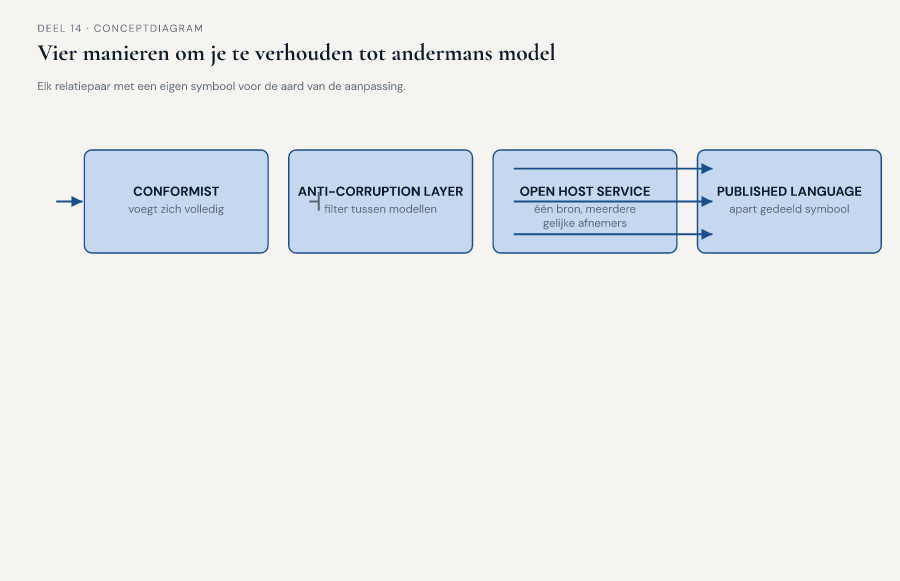 DEEL 14 · CONCEPTDIAGRAM
Vier manieren om je te verhouden tot andermans model
Elk relatiepaar met een eigen symbool voor de aard van de aanpassing.
CONFORMIST
voegt zich volledig
ANTI-CORRUPTION LAYER
filter tussen modellen
OPEN HOST SERVICE
één bron, meerdere
gelijke afnemers
PUBLISHED LANGUAGE
apart gedeeld symbool